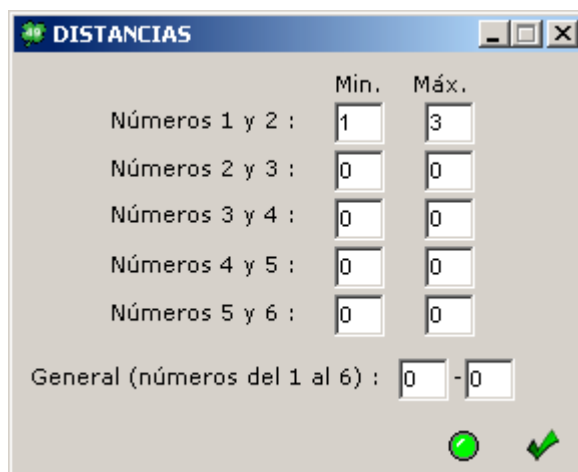 49 DISTANCIAS
Min. Máx.
Números 1 y 2 : 1 3
Números 2 y 3 : 0 0
Números 3 y 4 : 0 0
Números 4 y 5 : 0 0
Números 5 y 6 : 0 0
General (números del 1 al 6) : 0 - 0